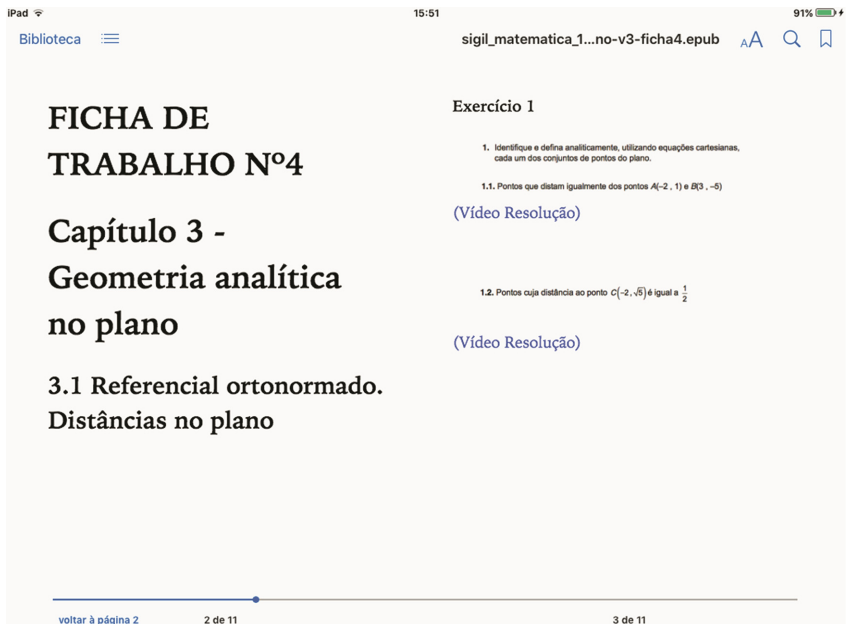 iPad
15:51
91%
Biblioteca
sigil_matematica_1...no-v3-ficha4.epub
AA
FICHA DE
TRABALHO Nº4
Capítulo 3 -
Geometria analítica
no plano
3.1 Referencial ortonormado.
Distâncias no plano
Exercício 1
1. Identifique e defina analiticamente, utilizando equações cartesianas,
cada um dos conjuntos de pontos do plano.
1.1. Pontos que distam igualmente dos pontos A(−2 , 1) e B(3 , −5)
(Vídeo Resolução)
1.2. Pontos cuja distância ao ponto C(−2, √5) é igual a 1/2
(Vídeo Resolução)
voltar à página 2
2 de 11
3 de 11